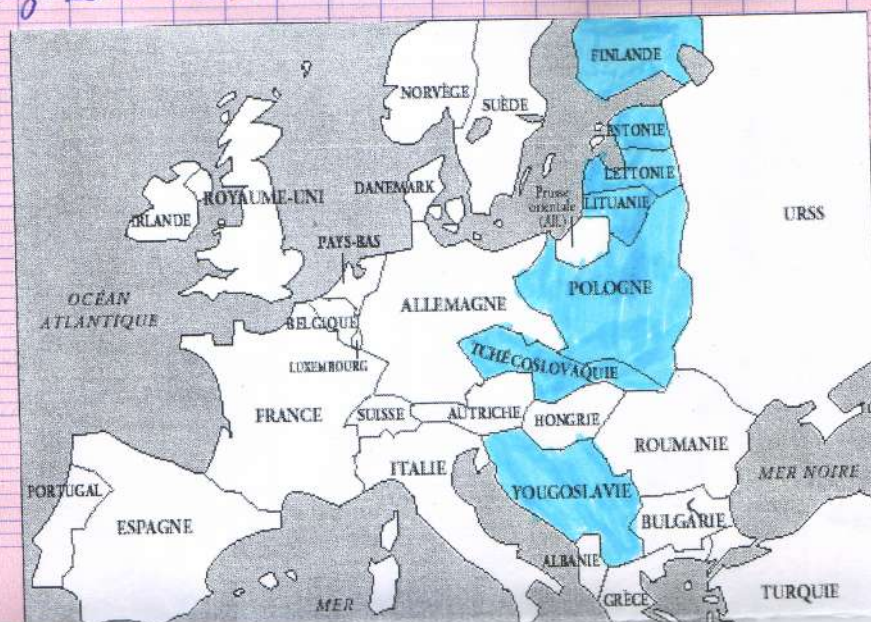 FINLANDE
NORVÈGE
SUÈDE
ESTONIE
LETTONIE
DANEMARK
Prusse
orientale
(All.)
LITUANIE
ROYAUME-UNI
IRLANDE
URSS
PAYS-BAS
POLOGNE
OCÉAN
ATLANTIQUE
ALLEMAGNE
BELGIQUE
TCHÉCOSLOVAQUIE
LUXEMBOURG
FRANCE
SUISSE
AUTRICHE
HONGRIE
ROUMANIE
ITALIE
MER NOIRE
PORTUGAL
YOUGOSLAVIE
ESPAGNE
BULGARIE
ALBANIE
MER
GRÈCE
TURQUIE